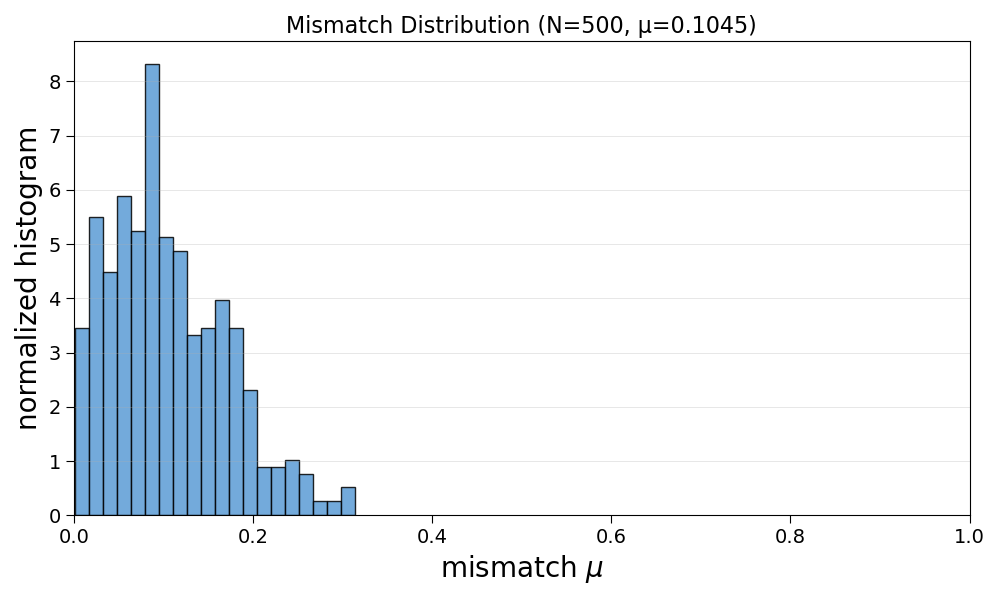 Mismatch Distribution (N=500, μ=0.1045)
normalized histogram
8
7
6
5
4
3
2
1
0
0.0 0.2 0.4 0.6 0.8 1.0
mismatch μ